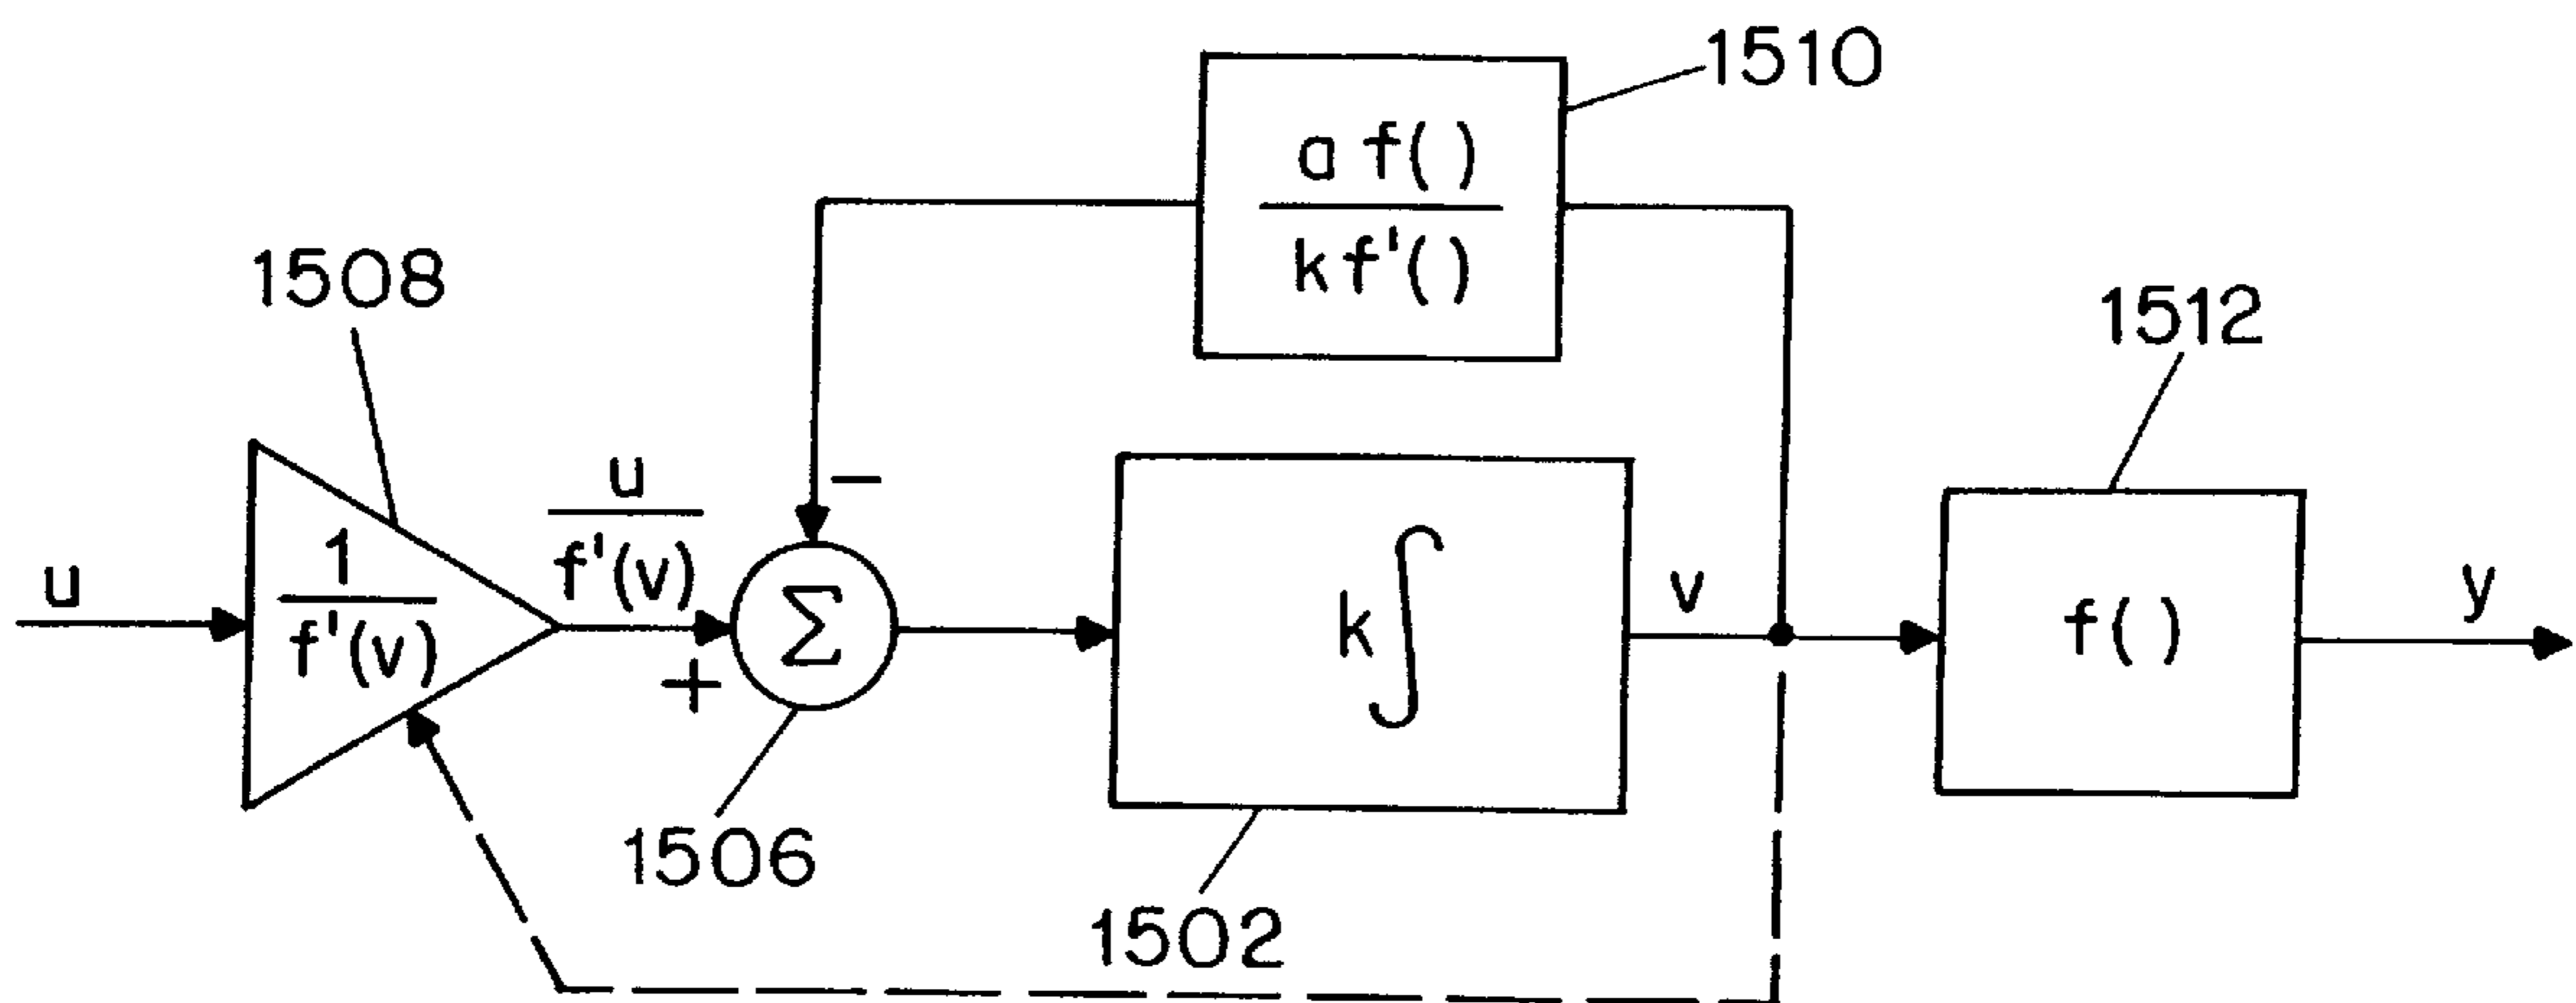 1510
a f( )
k f'( )
1508
1512
u
1
f'(v)
u
f'(v)
−
+
Σ
k∫
v
f( )
y
1506
1502